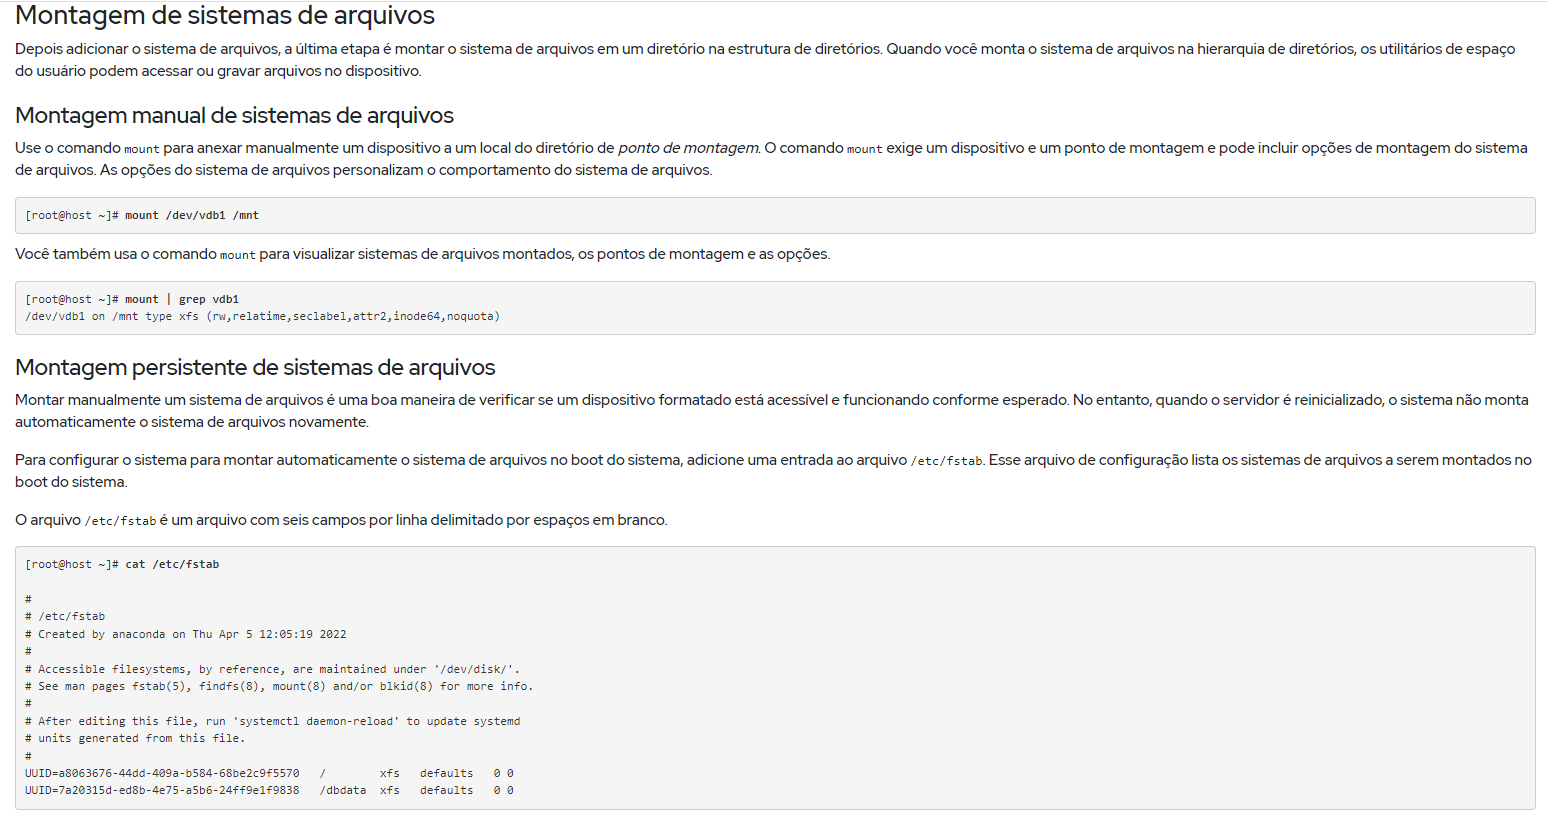 Montagem de sistemas de arquivos
Depois adicionar o sistema de arquivos, a última etapa é montar o sistema de arquivos em um diretório na estrutura de diretórios. Quando você monta o sistema de arquivos na hierarquia de diretórios, os utilitários de espaço
do usuário podem acessar ou gravar arquivos no dispositivo.
Montagem manual de sistemas de arquivos
Use o comando mount para anexar manualmente um dispositivo a um local do diretório de ponto de montagem. O comando mount exige um dispositivo e um ponto de montagem e pode incluir opções de montagem do sistema
de arquivos. As opções do sistema de arquivos personalizam o comportamento do sistema de arquivos.
[root@host ~]# mount /dev/vdb1 /mnt
Você também usa o comando mount para visualizar sistemas de arquivos montados, os pontos de montagem e as opções.
[root@host ~]# mount | grep vdb1
/dev/vdb1 on /mnt type xfs (rw,relatime,seclabel,attr2,inode64,noquota)
Montagem persistente de sistemas de arquivos
Montar manualmente um sistema de arquivos é uma boa maneira de verificar se um dispositivo formatado está acessível e funcionando conforme esperado. No entanto, quando o servidor é reinicializado, o sistema não monta
automaticamente o sistema de arquivos novamente.
Para configurar o sistema para montar automaticamente o sistema de arquivos no boot do sistema, adicione uma entrada ao arquivo /etc/fstab. Esse arquivo de configuração lista os sistemas de arquivos a serem montados no
boot do sistema.
O arquivo /etc/fstab é um arquivo com seis campos por linha delimitado por espaços em branco.
[root@host ~]# cat /etc/fstab
#
# /etc/fstab
# Created by anaconda on Thu Apr 5 12:05:19 2022
#
# Accessible filesystems, by reference, are maintained under '/dev/disk/'.
# See man pages fstab(5), findfs(8), mount(8) and/or blkid(8) for more info.
#
# After editing this file, run 'systemctl daemon-reload' to update systemd
# units generated from this file.
#
UUID=a8063676-44dd-409a-b584-68be2c9f5570   /        xfs   defaults   0 0
UUID=7a20315d-ed8b-4e75-a5b6-24ff9e1f9838   /dbdata  xfs   defaults   0 0